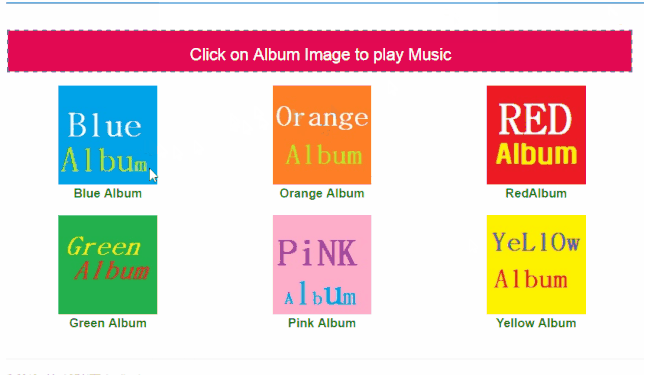 Click on Album Image to play Music
Blue
Album
Blue Album
Orange
Album
Orange Album
RED
Album
RedAlbum
Green
Album
Green Album
PiNK
Album
Pink Album
YeLlOw
Album
Yellow Album